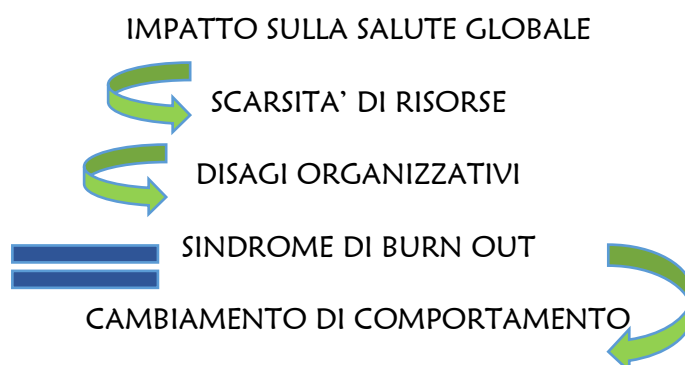 IMPATTO SULLA SALUTE GLOBALE
SCARSITA’ DI RISORSE
DISAGI ORGANIZZATIVI
SINDROME DI BURN OUT
CAMBIAMENTO DI COMPORTAMENTO